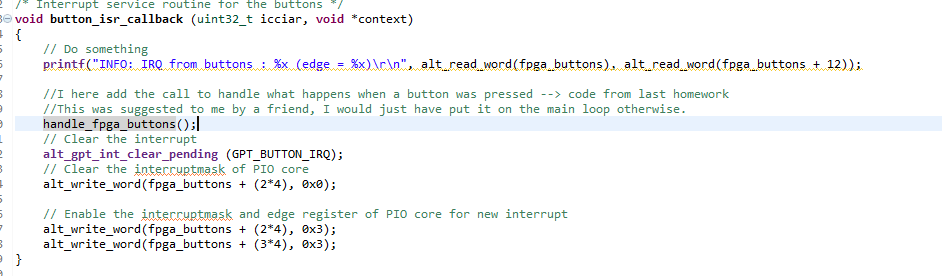 /* Interrupt service routine for the buttons */
void button_isr_callback (uint32_t icciar, void *context)
{
// Do something
printf("INFO: IRQ from buttons : %x (edge = %x)\r\n", alt_read_word(fpga_buttons), alt_read_word(fpga_buttons + 12));
//I here add the call to handle what happens when a button was pressed --> code from last homework
//This was suggested to me by a friend, I would just have put it on the main loop otherwise.
handle_fpga_buttons();
// Clear the interrupt
alt_gpt_int_clear_pending (GPT_BUTTON_IRQ);
// Clear the interruptmask of PIO core
alt_write_word(fpga_buttons + (2*4), 0x0);
// Enable the interruptmask and edge register of PIO core for new interrupt
alt_write_word(fpga_buttons + (2*4), 0x3);
alt_write_word(fpga_buttons + (3*4), 0x3);
}